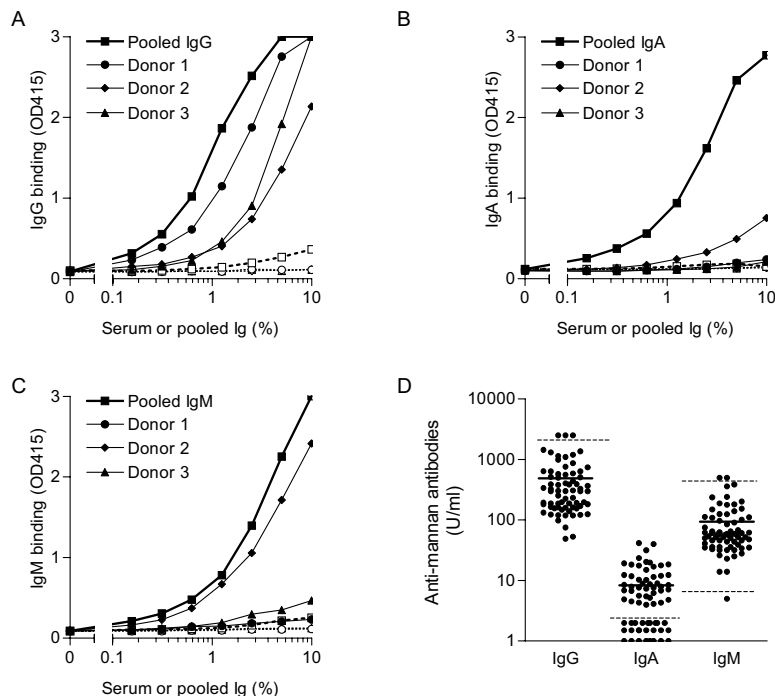 A
3
2
1
0
IgG binding (OD415)
Pooled IgG
Donor 1
Donor 2
Donor 3
0
0.1
1
10
Serum or pooled Ig (%)
B
3
2
1
0
IgA binding (OD415)
Pooled IgA
Donor 1
Donor 2
Donor 3
0
0.1
1
10
Serum or pooled Ig (%)
C
3
2
1
0
IgM binding (OD415)
Pooled IgM
Donor 1
Donor 2
Donor 3
0
0.1
1
10
Serum or pooled Ig (%)
D
10000
1000
100
10
1
Anti-mannan antibodies
(U/ml)
IgG
IgA
IgM